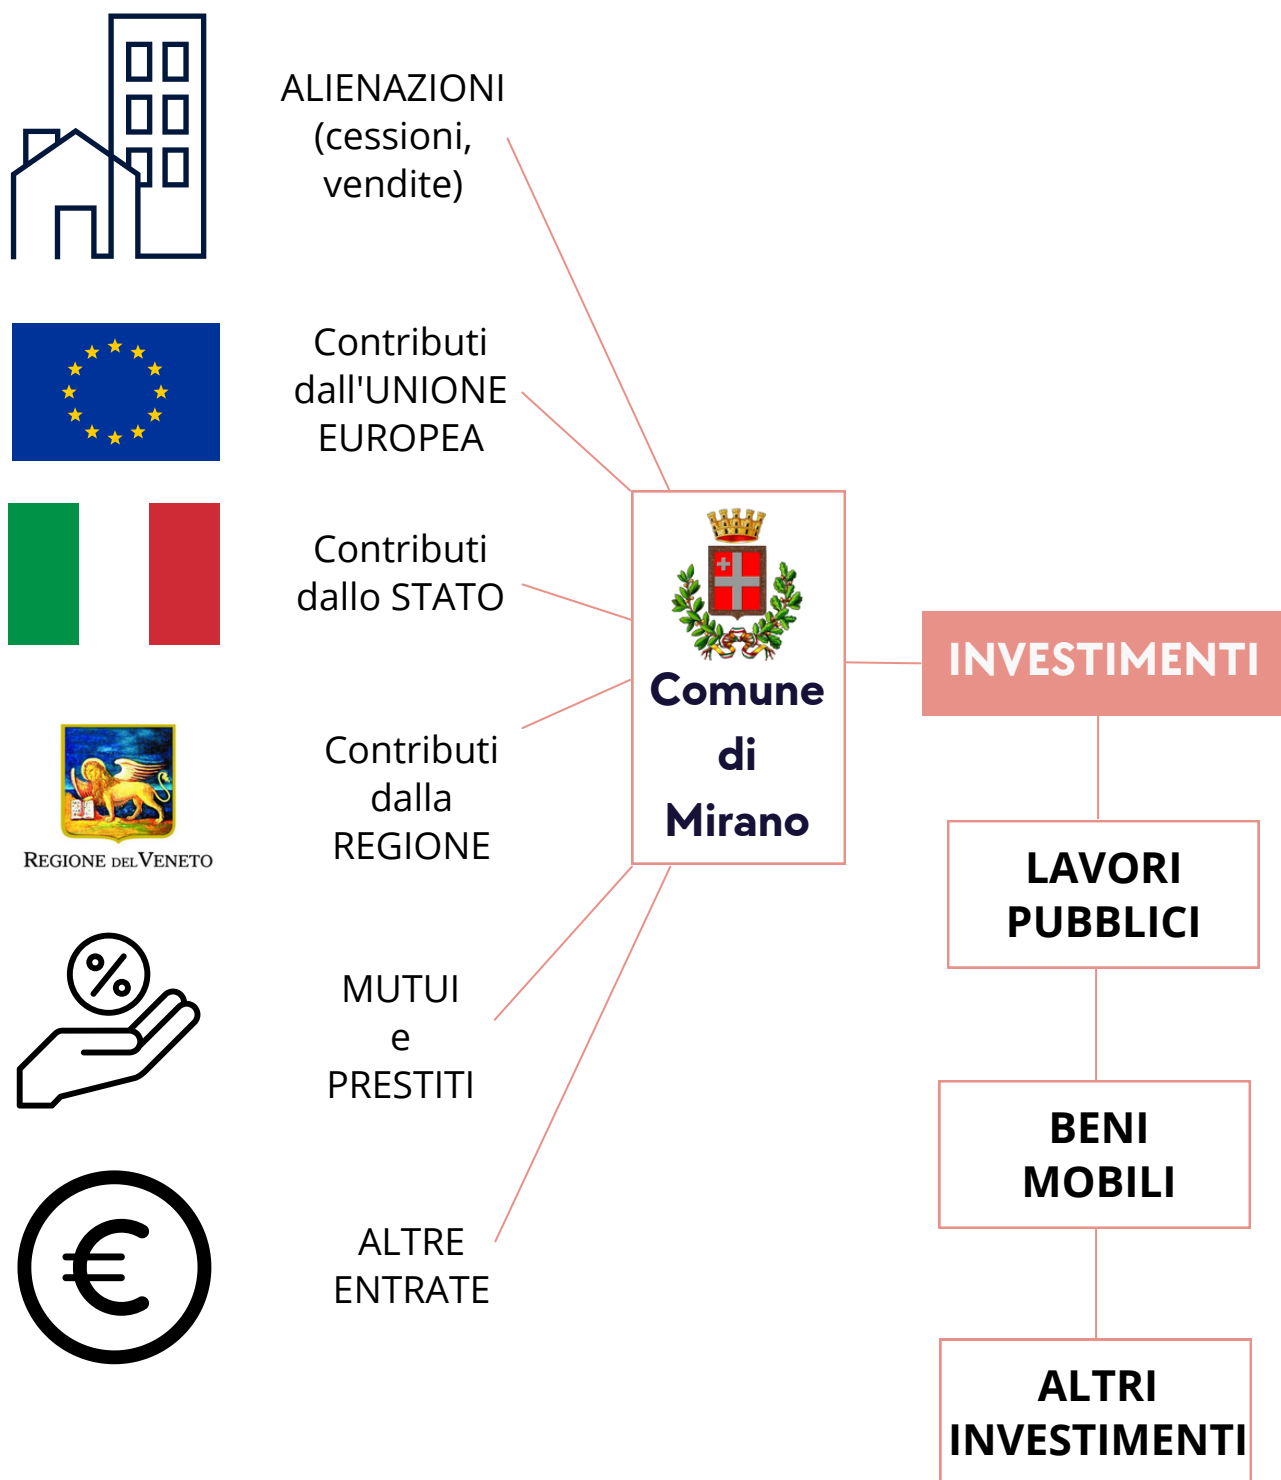 ALIENAZIONI
(cessioni,
vendite)
Contributi
dall'UNIONE
EUROPEA
Contributi
dallo STATO
Contributi
dalla
REGIONE
REGIONE DEL VENETO
MUTUI
e
PRESTITI
ALTRE
ENTRATE
Comune
di
Mirano
INVESTIMENTI
LAVORI
PUBBLICI
BENI
MOBILI
ALTRI
INVESTIMENTI